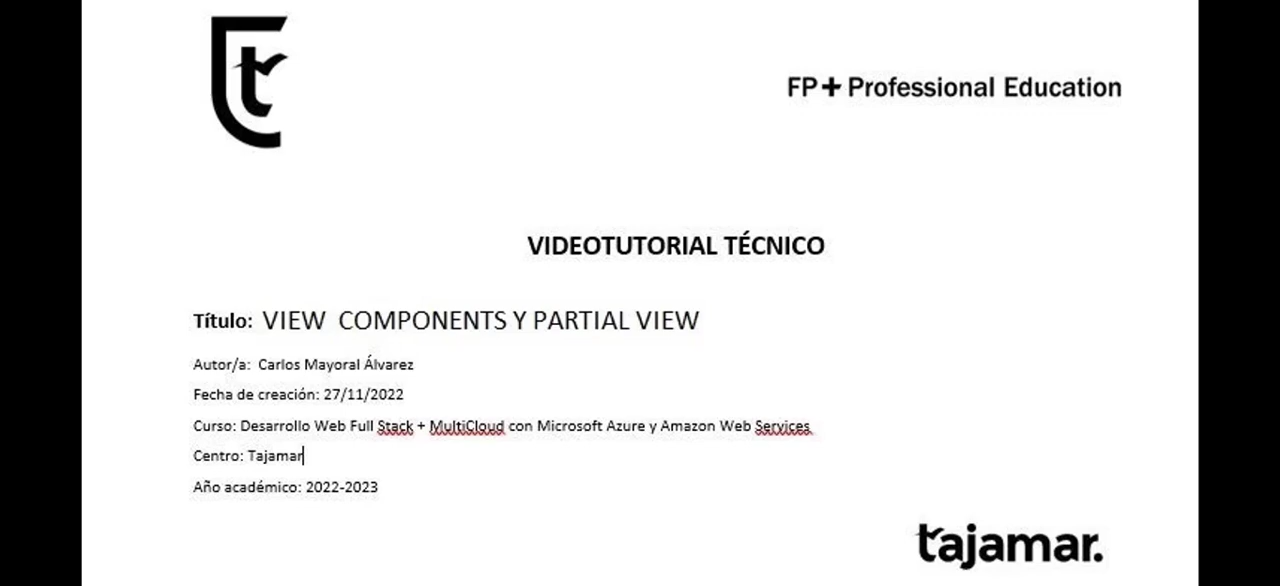 FP+ Professional Education
VIDEOTUTORIAL TÉCNICO
Título: VIEW COMPONENTS Y PARTIAL VIEW
Autor/a: Carlos Mayoral Álvarez
Fecha de creación: 27/11/2022
Curso: Desarrollo Web Full Stack + MultiCloud con Microsoft Azure y Amazon Web Services
Centro: Tajamar
Año académico: 2022-2023
tajamar.